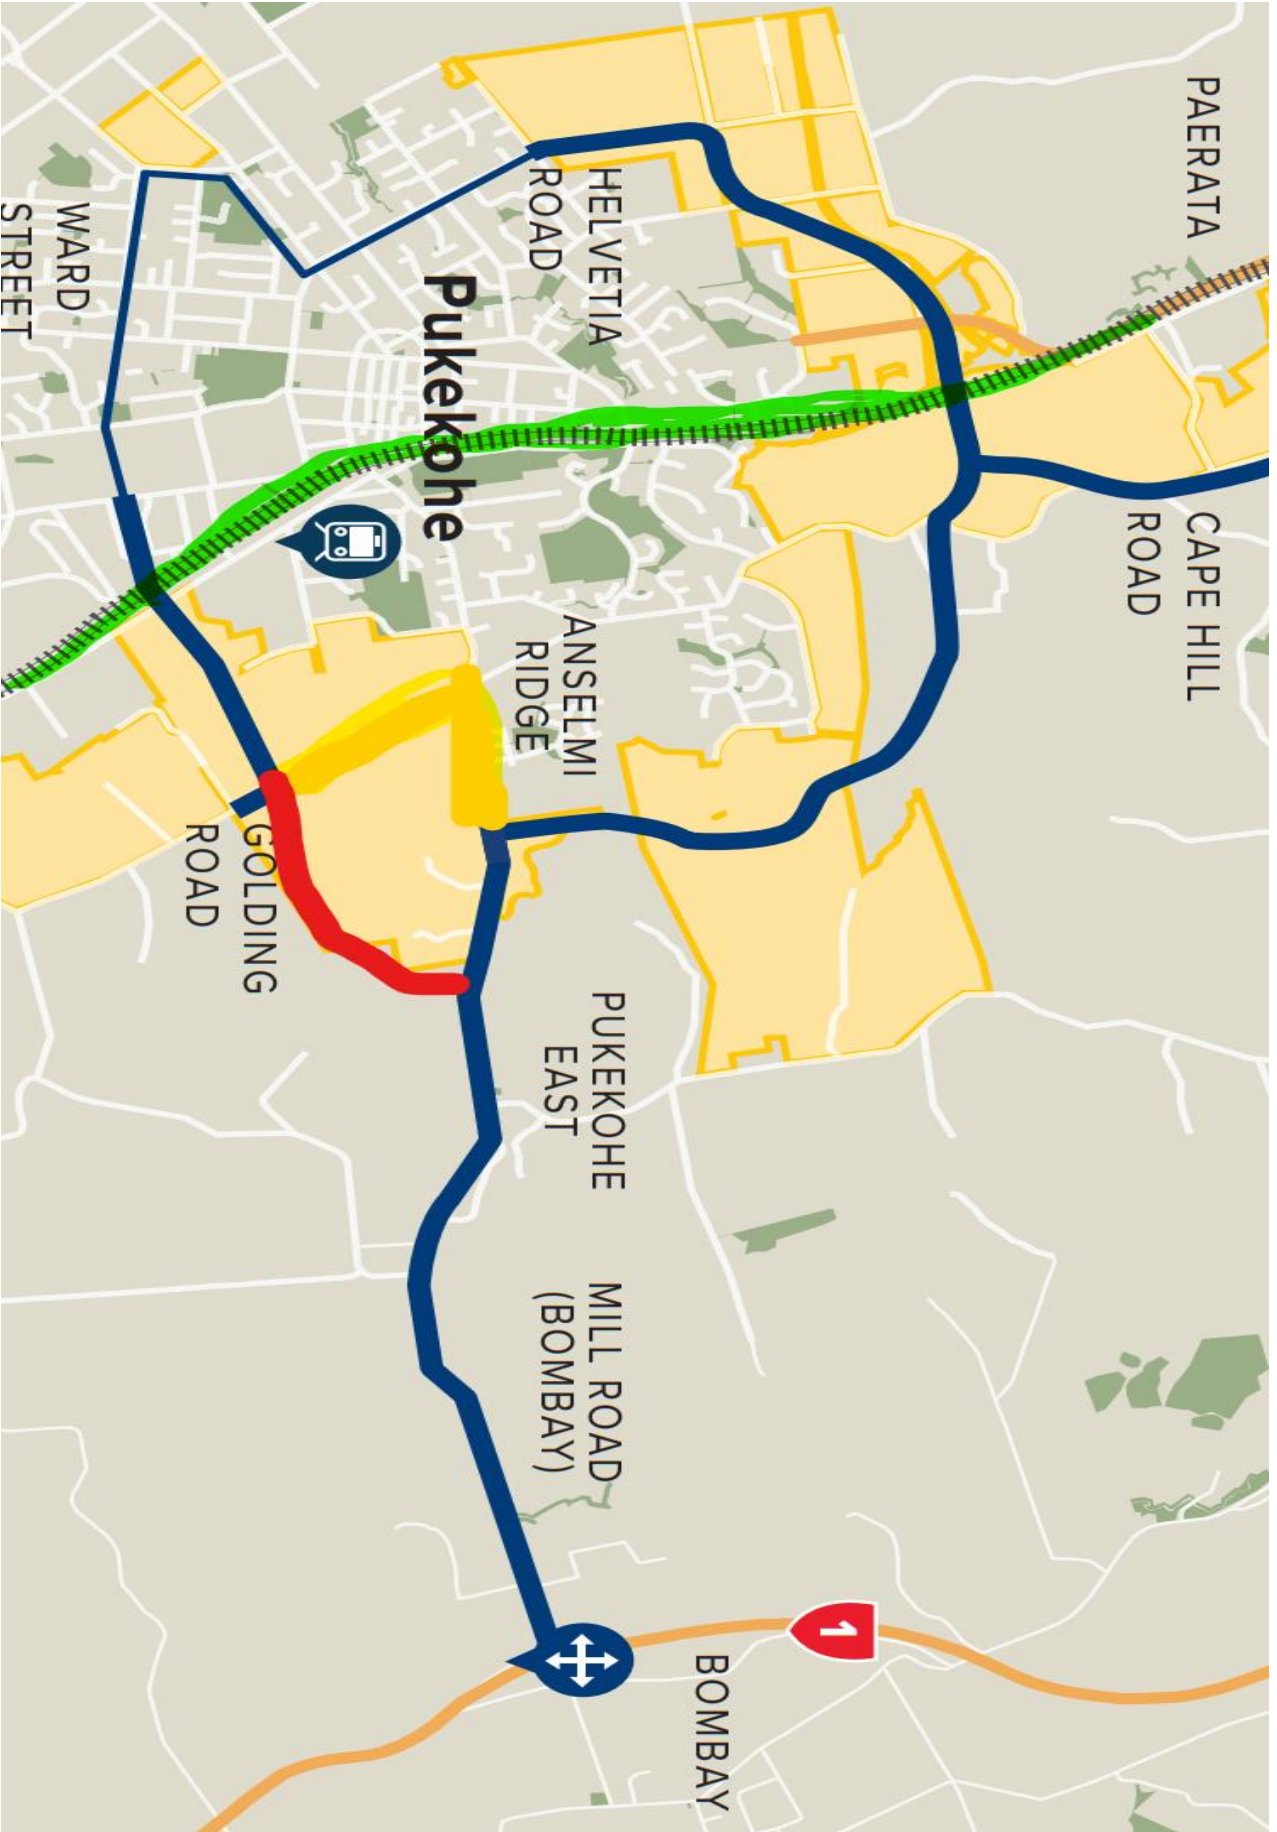 PAERATA
HELVETIA
ROAD
WARD
STREET
Pukekohe
CAPE HILL
ROAD
ANSELMI
RIDGE
GOLDING
ROAD
PUKEKOHE
EAST
MILL ROAD
(BOMBAY)
1
BOMBAY